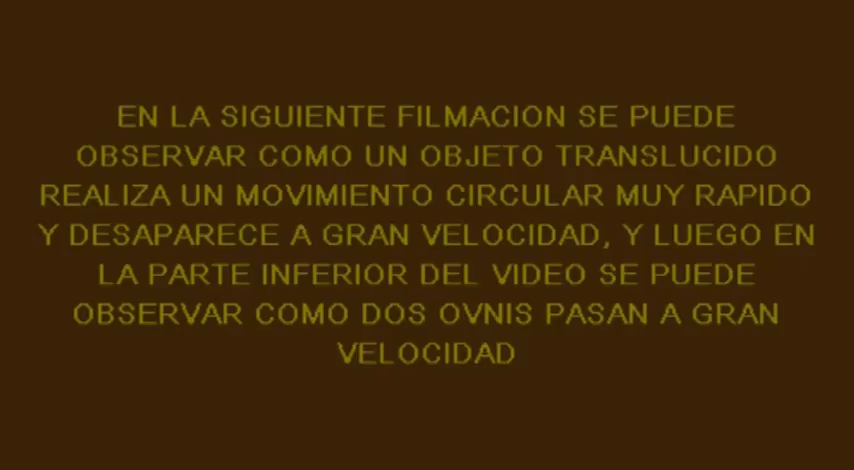 EN LA SIGUIENTE FILMACION SE PUEDE
OBSERVAR COMO UN OBJETO TRANSLUCIDO
REALIZA UN MOVIMIENTO CIRCULAR MUY RAPIDO
Y DESAPARECE A GRAN VELOCIDAD, Y LUEGO EN
LA PARTE INFERIOR DEL VIDEO SE PUEDE
OBSERVAR COMO DOS OVNIS PASAN A GRAN
VELOCIDAD